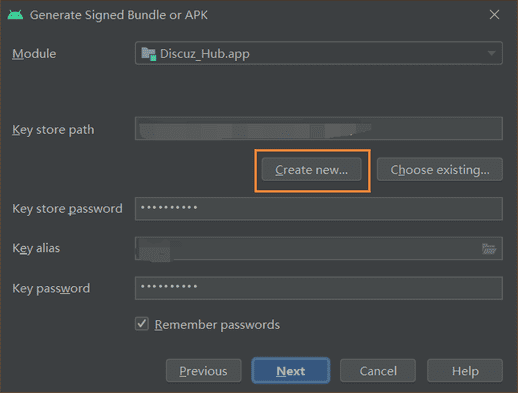 Generate Signed Bundle or APK
Module
Discuz_Hub.app
Key store path
Create new...
Choose existing...
Key store password
••••••••••
Key alias
Key password
••••••••••
Remember passwords
Previous
Next
Cancel
Help